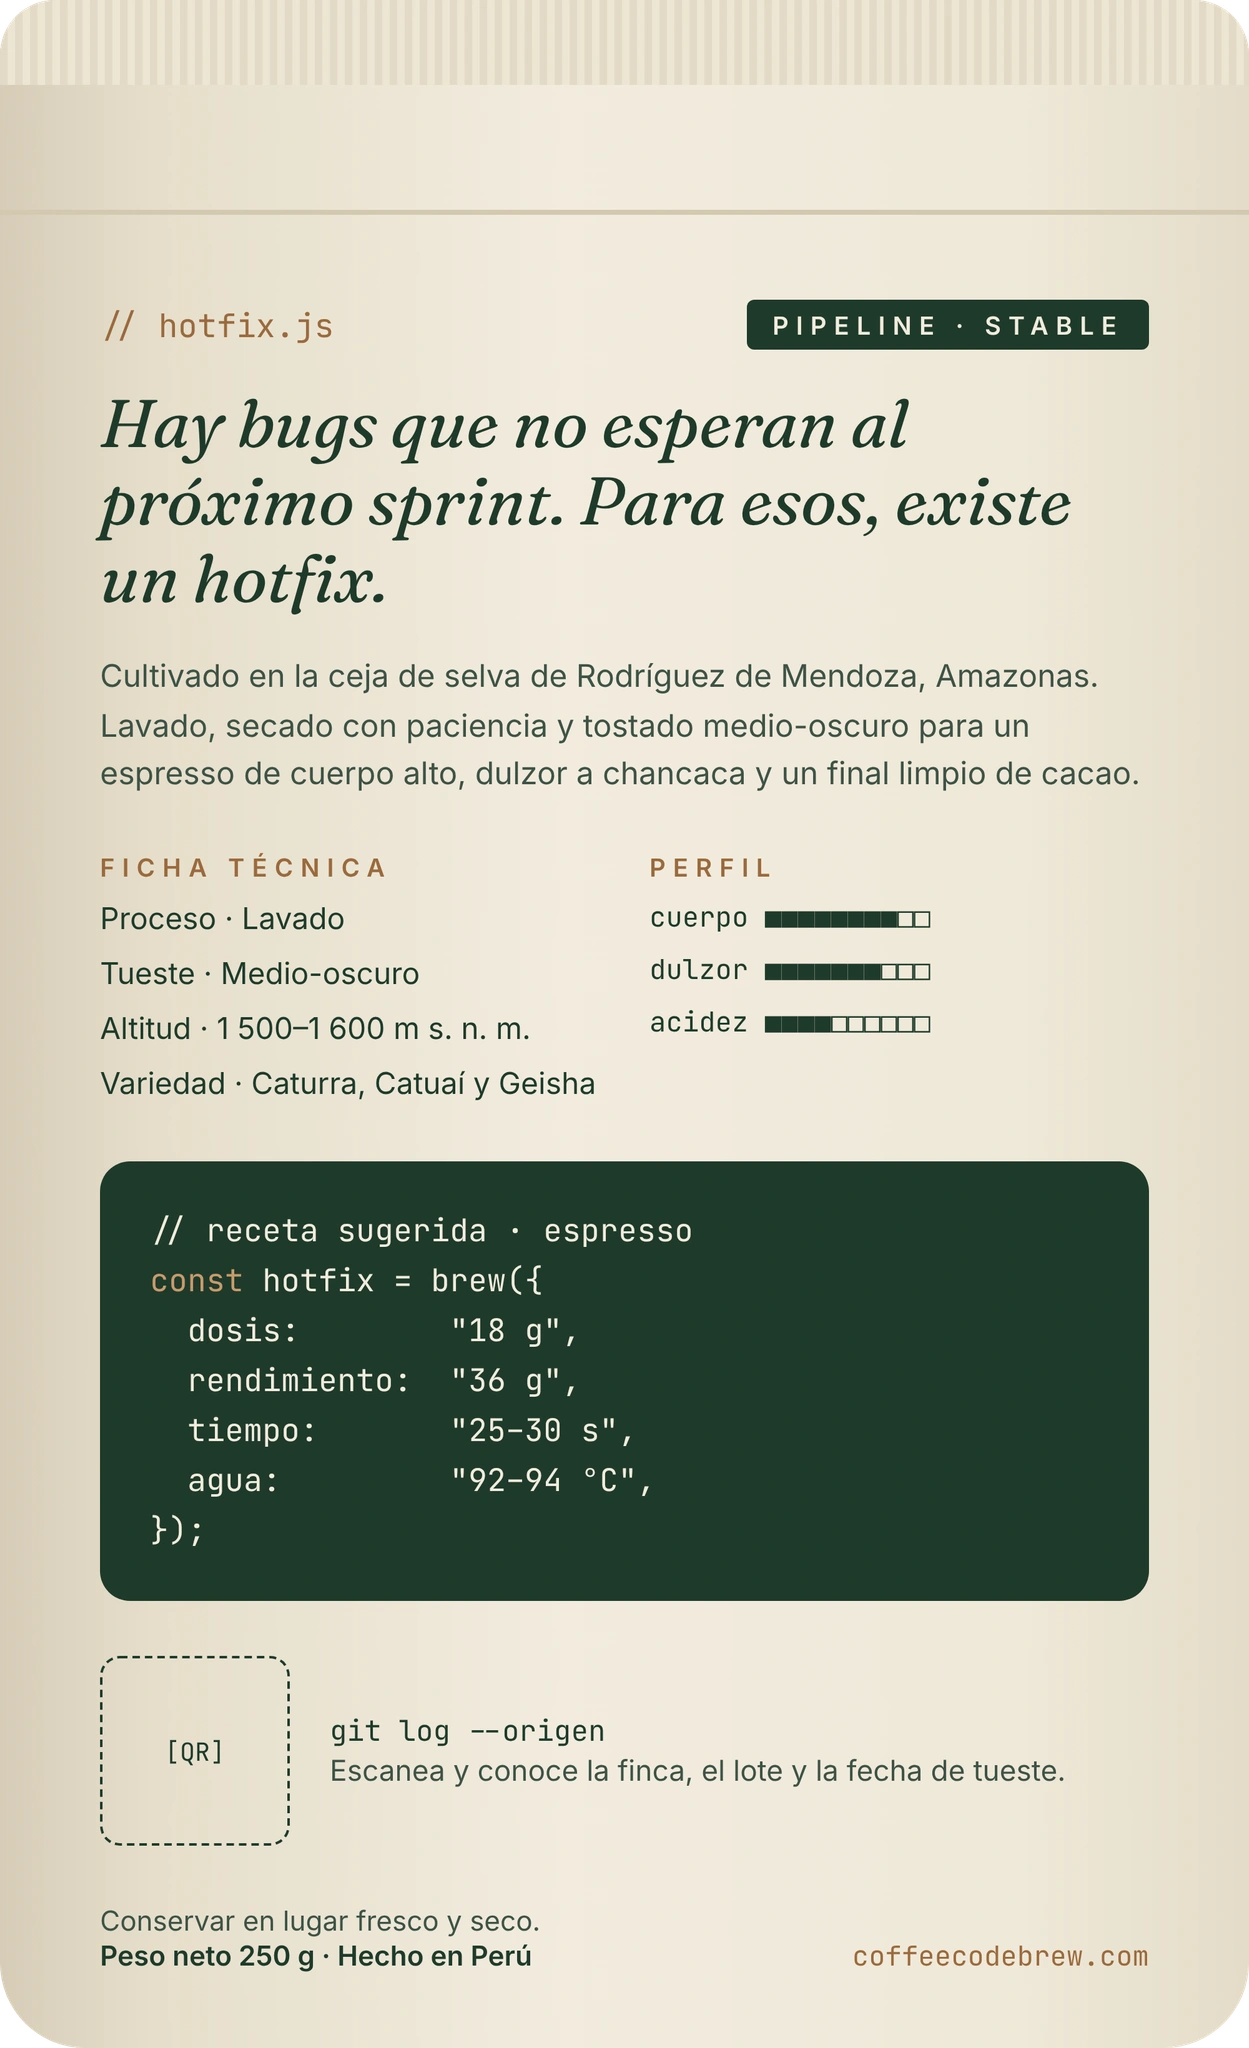 // hotfix.js
PIPELINE · STABLE
Hay bugs que no esperan al
próximo sprint. Para esos, existe
un hotfix.
Cultivado en la ceja de selva de Rodríguez de Mendoza, Amazonas.
Lavado, secado con paciencia y tostado medio-oscuro para un
espresso de cuerpo alto, dulzor a chancaca y un final limpio de cacao.
FICHA TÉCNICA
Proceso · Lavado
Tueste · Medio-oscuro
Altitud · 1 500–1 600 m s. n. m.
Variedad · Caturra, Catuaí y Geisha
PERFIL
cuerpo ■■■■■■■■□□
dulzor ■■■■■■■□□□
acidez ■■■■□□□□□□
// receta sugerida · espresso
const hotfix = brew({
  dosis:        "18 g",
  rendimiento:  "36 g",
  tiempo:       "25–30 s",
  agua:         "92–94 °C",
});
[QR]
git log --origen
Escanea y conoce la finca, el lote y la fecha de tueste.
Conservar en lugar fresco y seco.
Peso neto 250 g · Hecho en Perú
coffeecodebrew.com